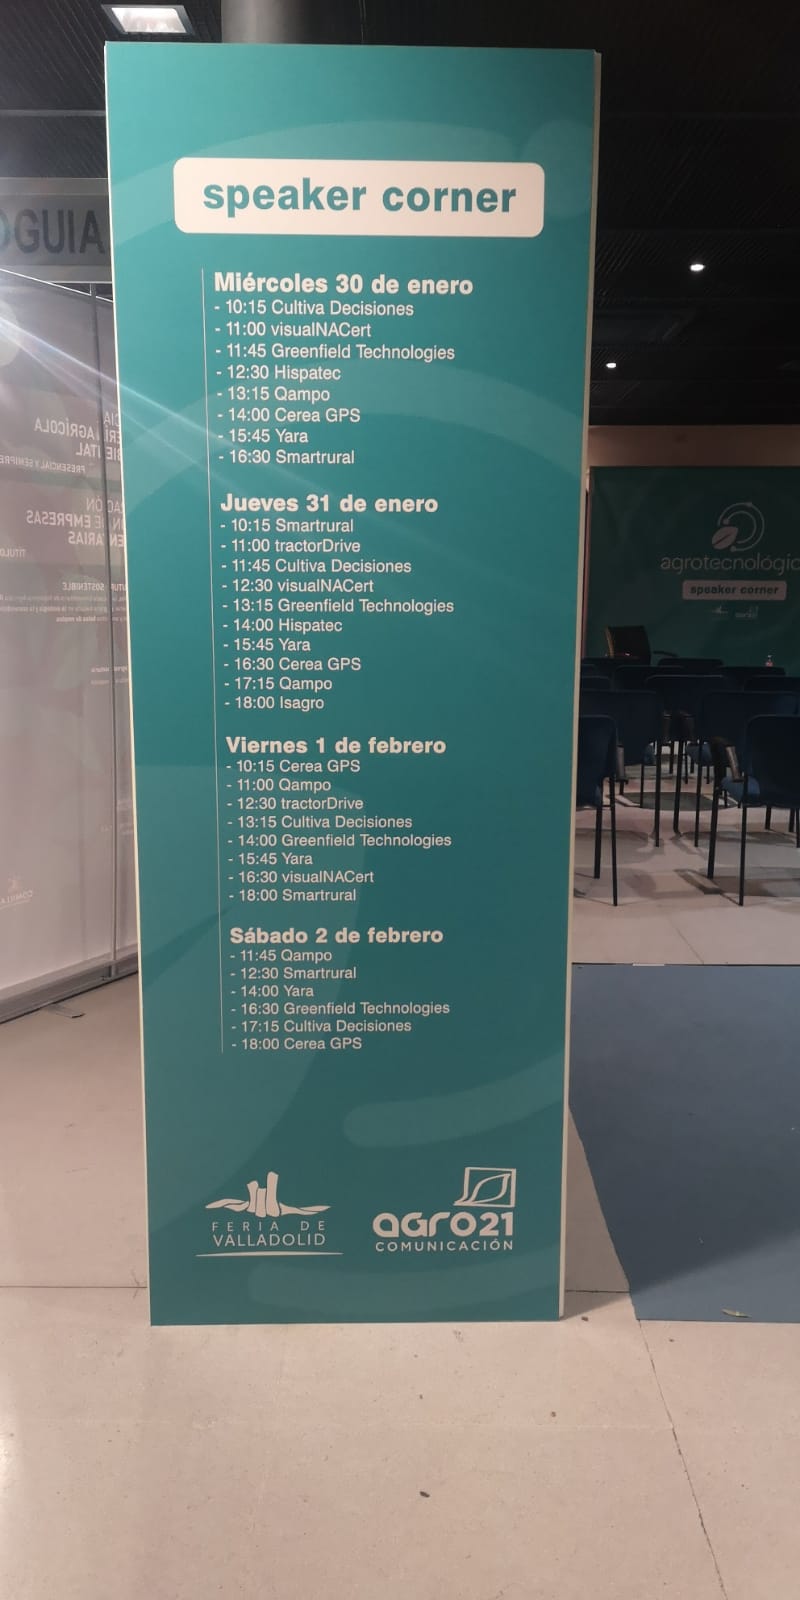 speaker corner
Miércoles 30 de enero
- 10:15 Cultiva Decisiones
- 11:00 visualNACert
- 11:45 Greenfield Technologies
- 12:30 Hispatec
- 13:15 Qampo
- 14:00 Cerea GPS
- 15:45 Yara
- 16:30 Smartrural
Jueves 31 de enero
- 10:15 Smartrural
- 11:00 tractorDrive
- 11:45 Cultiva Decisiones
- 12:30 visualNACert
- 13:15 Greenfield Technologies
- 14:00 Hispatec
- 15:45 Yara
- 16:30 Cerea GPS
- 17:15 Qampo
- 18:00 Isagro
Viernes 1 de febrero
- 10:15 Cerea GPS
- 11:00 Qampo
- 12:30 tractorDrive
- 13:15 Cultiva Decisiones
- 14:00 Greenfield Technologies
- 15:45 Yara
- 16:30 visualNACert
- 18:00 Smartrural
Sábado 2 de febrero
- 11:45 Qampo
- 12:30 Smartrural
- 14:00 Yara
- 16:30 Greenfield Technologies
- 17:15 Cultiva Decisiones
- 18:00 Cerea GPS
FERIA DE
VALLADOLID
agro21
COMUNICACIÓN
OGUIA
AGRÍCOLA
PRESENCIAL Y
DE EMPRESAS
SOSTENIBLE
agrotecnológic
speaker corner